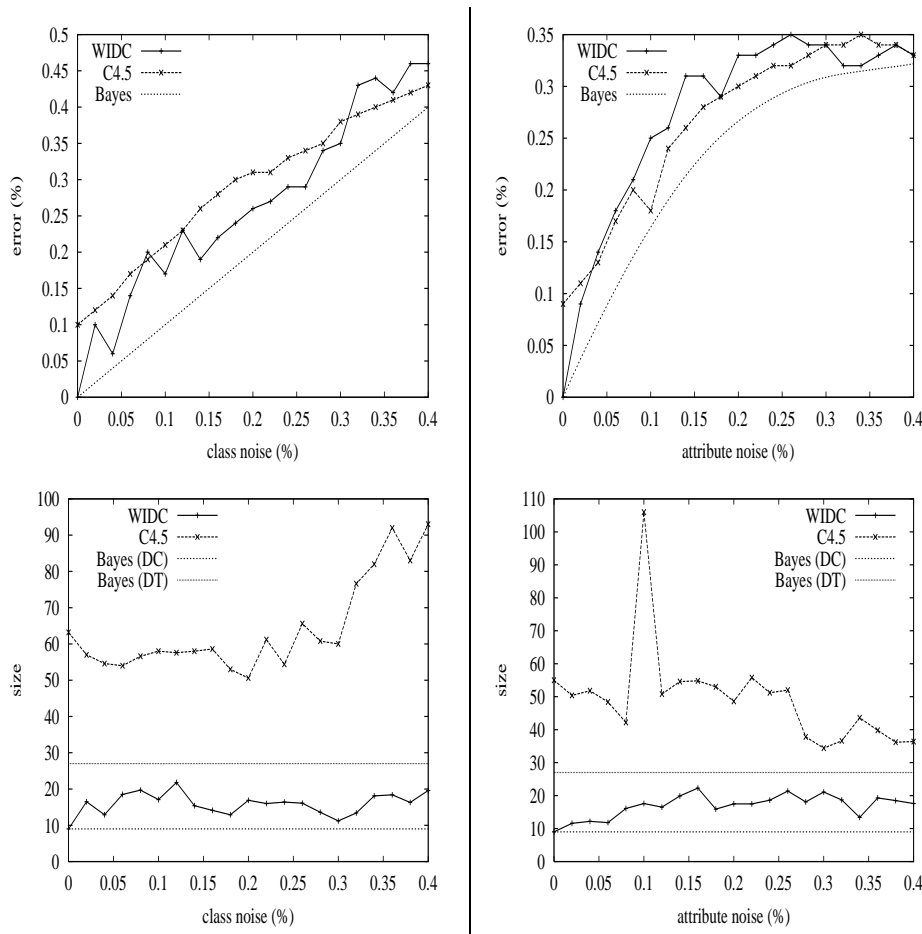 0.5
0.45
0.4
0.35
0.3
0.25
0.2
0.15
0.1
0.05
0
error (%)
WIDC
C4.5
Bayes
0 0.05 0.1 0.15 0.2 0.25 0.3 0.35 0.4
class noise (%)
0.35
0.3
0.25
0.2
0.15
0.1
0.05
0
error (%)
WIDC
C4.5
Bayes
0 0.05 0.1 0.15 0.2 0.25 0.3 0.35 0.4
attribute noise (%)
100
90
80
70
60
50
40
30
20
10
0
size
WIDC
C4.5
Bayes (DC)
Bayes (DT)
0 0.05 0.1 0.15 0.2 0.25 0.3 0.35 0.4
class noise (%)
110
100
90
80
70
60
50
40
30
20
10
0
size
WIDC
C4.5
Bayes (DC)
Bayes (DT)
0 0.05 0.1 0.15 0.2 0.25 0.3 0.35 0.4
attribute noise (%)